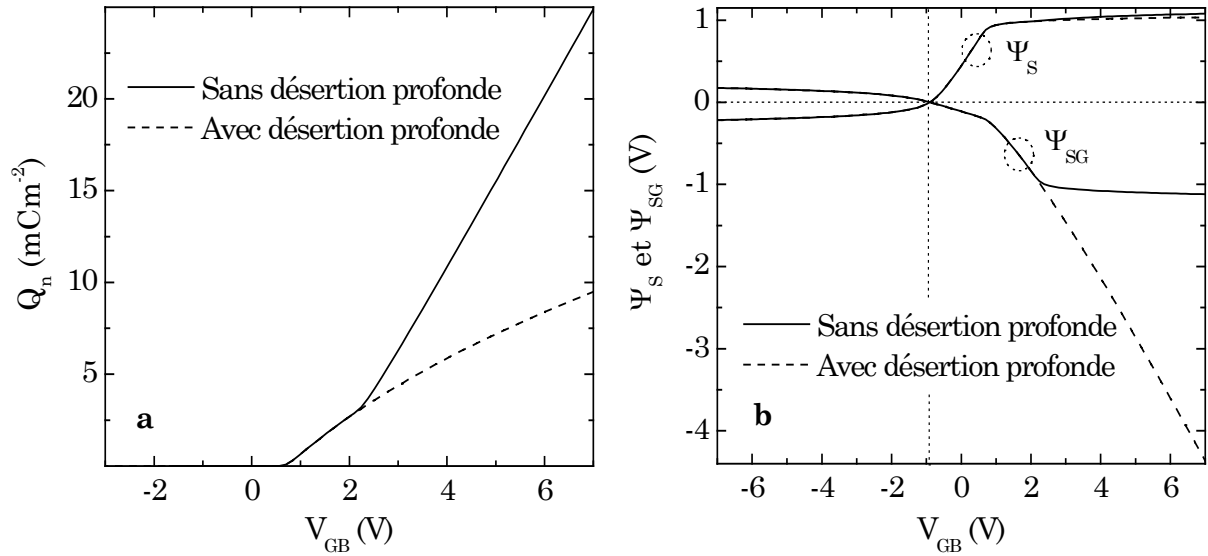 20
15
10
5
Q_n (mCm^-2)
Sans désertion profonde
Avec désertion profonde
a
-2 0 2 4 6
V_GB (V)
1
0
-1
-2
-3
-4
Ψ_S et Ψ_SG (V)
Ψ_S
Ψ_SG
Sans désertion profonde
Avec désertion profonde
b
-6 -4 -2 0 2 4 6
V_GB (V)